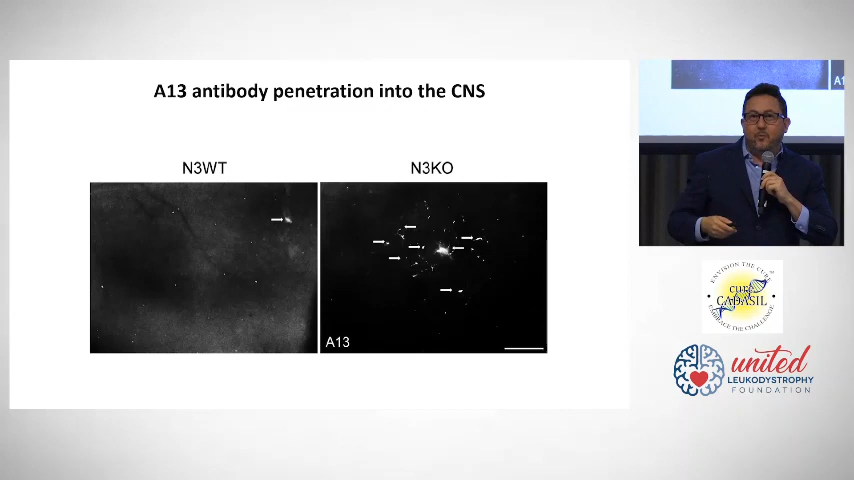 A13 antibody penetration into the CNS
N3WT
N3KO
A13
A1
ENVISION THE CURE
cure
CADASIL
EMBRACE THE CHALLENGE
united
LEUKODYSTROPHY
FOUNDATION